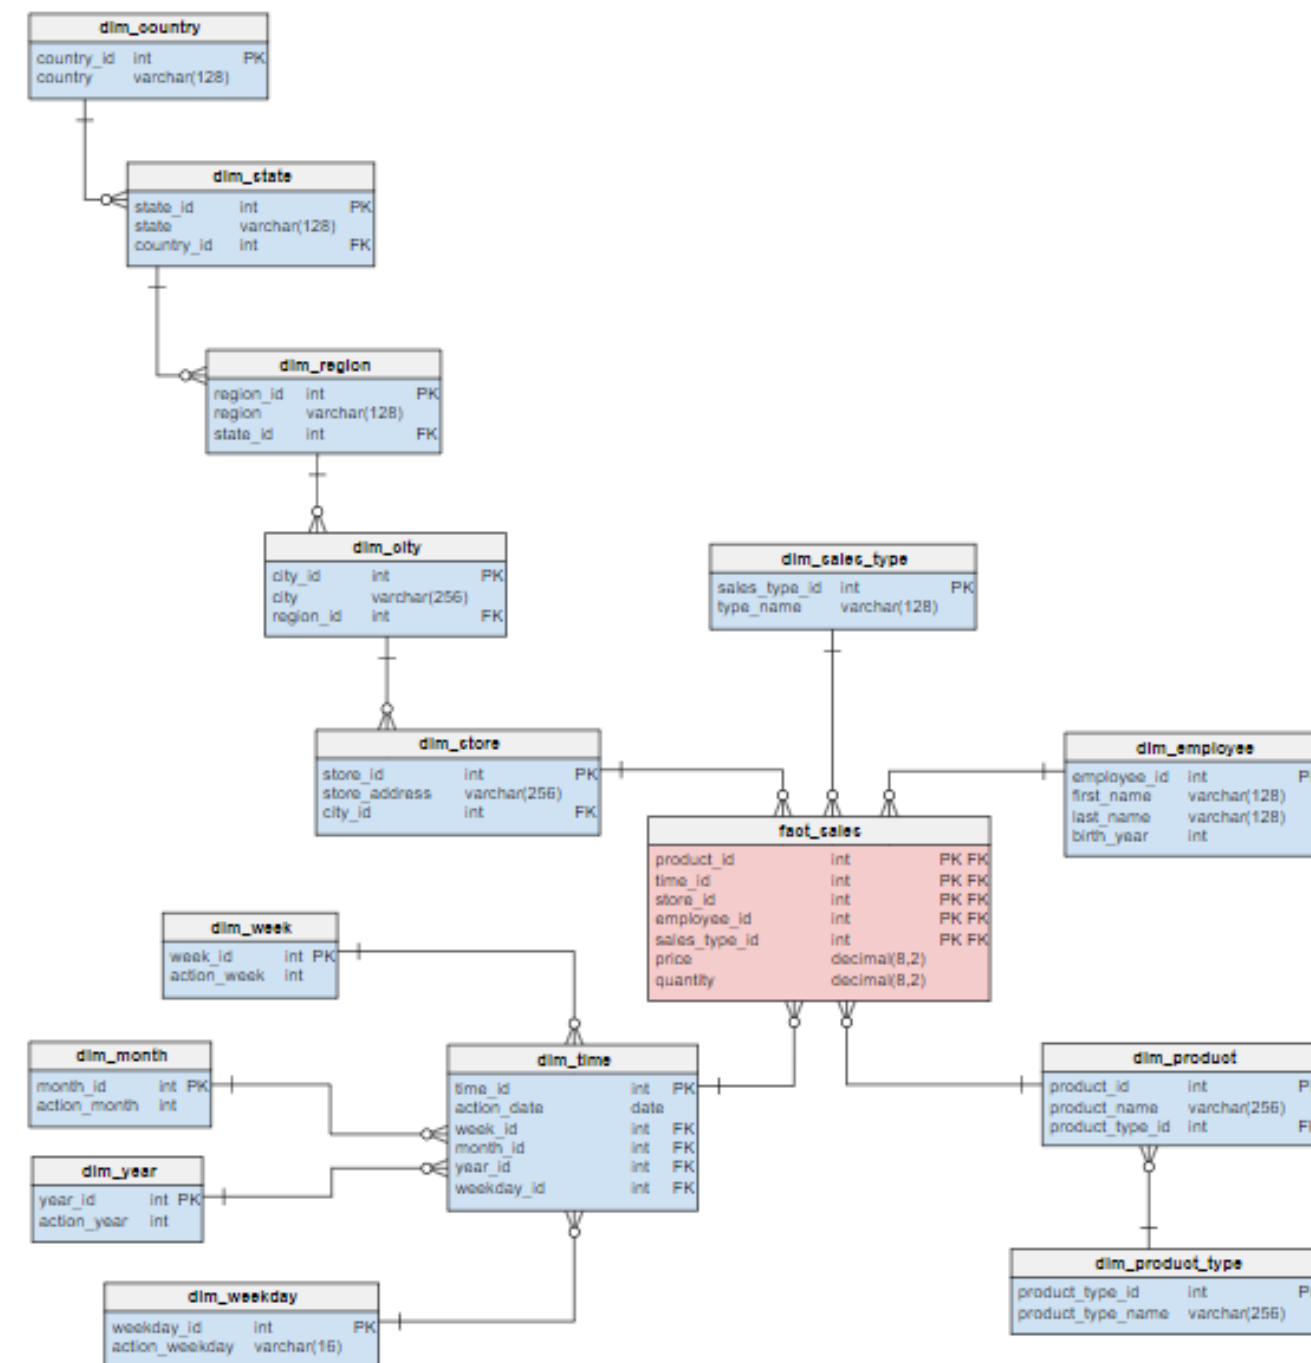 dim_country
country_id int PK
country varchar(128)
dim_state
state_id int PK
state varchar(128)
country_id int FK
dim_region
region_id int PK
region varchar(128)
state_id int FK
dim_city
city_id int PK
city varchar(256)
region_id int FK
dim_sales_type
sales_type_id int PK
type_name varchar(128)
dim_store
store_id int PK
store_address varchar(256)
city_id int FK
dim_employee
employee_id int P
first_name varchar(128)
last_name varchar(128)
birth_year int
fact_sales
product_id int PK FK
time_id int PK FK
store_id int PK FK
employee_id int PK FK
sales_type_id int PK FK
price decimal(8,2)
quantity decimal(8,2)
dim_week
week_id int PK
action_week int
dim_month
month_id int PK
action_month int
dim_time
time_id int PK
action_date date
week_id int FK
month_id int FK
year_id int FK
weekday_id int FK
dim_product
product_id int P
product_name varchar(256)
product_type_id int F
dim_year
year_id int PK
action_year int
dim_weekday
weekday_id int PK
action_weekday varchar(16)
dim_product_type
product_type_id int P
product_type_name varchar(256)